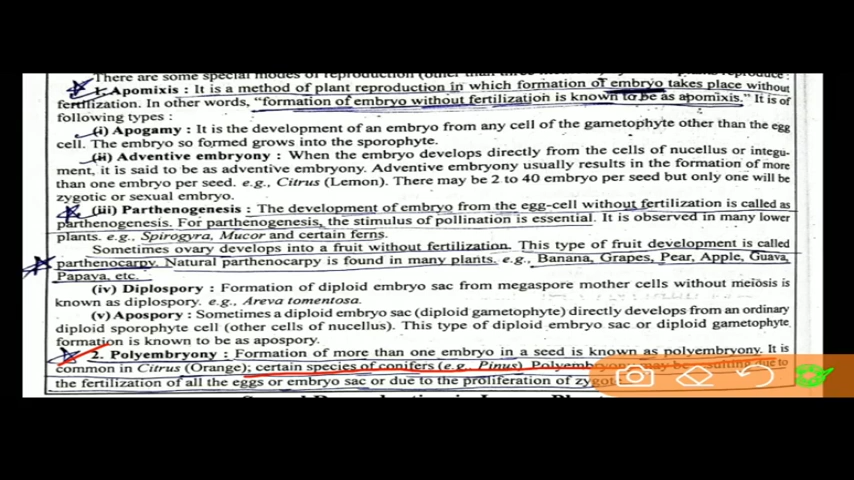 There are some special modes of reproduction (other than three
1. Apomixis : It is a method of plant reproduction in which formation of embryo takes place without
fertilization. In other words, "formation of embryo without fertilization is known to be as apomixis." It is of
following types :
(i) Apogamy : It is the development of an embryo from any cell of the gametophyte other than the egg
cell. The embryo so formed grows into the sporophyte.
(ii) Adventive embryony : When the embryo develops directly from the cells of nucellus or integu-
ment, it is said to be as adventive embryony. Adventive embryony usually results in the formation of more
than one embryo per seed. e.g., Citrus (Lemon). There may be 2 to 40 embryo per seed but only one will be
zygotic or sexual embryo.
(iii) Parthenogenesis : The development of embryo from the egg-cell without fertilization is called as
parthenogenesis. For parthenogenesis, the stimulus of pollination is essential. It is observed in many lower
plants. e.g., Spirogyra, Mucor and certain ferns.
Sometimes ovary develops into a fruit without fertilization. This type of fruit development is called
parthenocarpy. Natural parthenocarpy is found in many plants. e.g., Banana, Grapes, Pear, Apple, Guava,
Papaya, etc.
(iv) Diplospory : Formation of diploid embryo sac from megaspore mother cells without meiosis is
known as diplospory. e.g., Areva tomentosa.
(v) Apospory : Sometimes a diploid embryo sac (diploid gametophyte) directly develops from an ordinary
diploid sporophyte cell (other cells of nucellus). This type of diploid embryo sac or diploid gametophyte
formation is known to be as apospory.
2. Polyembryony : Formation of more than one embryo in a seed is known as polyembryony. It is
common in Citrus (Orange); certain species of conifers (e.g., Pinus). Polyembryony may be due to
the fertilization of all the eggs or embryo sac or due to the proliferation of